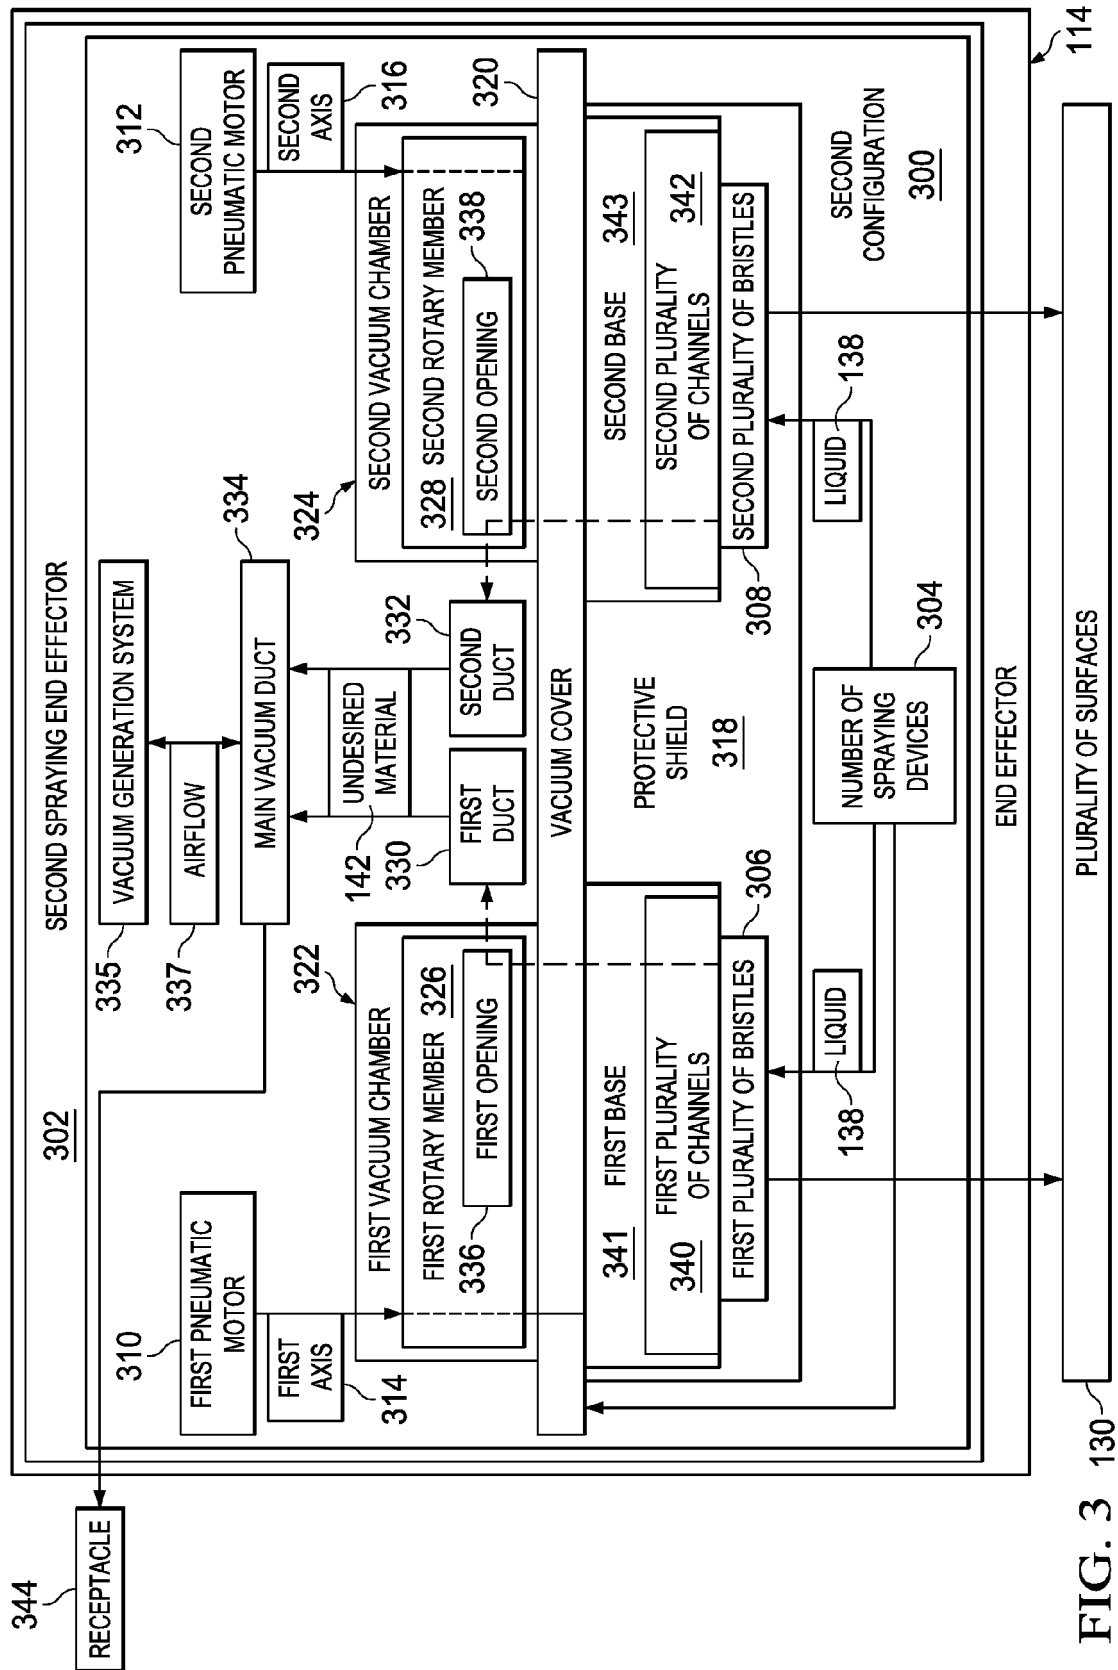 344
RECEPTACLE
302
SECOND SPRAYING END EFFECTOR
335
VACUUM GENERATION SYSTEM
337
AIRFLOW
334
MAIN VACUUM DUCT
310
FIRST PNEUMATIC
MOTOR
FIRST
AXIS
314
312
SECOND
PNEUMATIC MOTOR
SECOND
AXIS
316
322
FIRST VACUUM CHAMBER
FIRST ROTARY MEMBER
326
FIRST OPENING
336
142
UNDESIRED
MATERIAL
330
FIRST
DUCT
332
SECOND
DUCT
324
SECOND VACUUM CHAMBER
328
SECOND ROTARY MEMBER
SECOND OPENING
338
320
VACUUM COVER
341
FIRST BASE
FIRST PLURALITY
OF CHANNELS
340
FIRST PLURALITY OF BRISTLES
306
PROTECTIVE
SHIELD
318
SECOND BASE
343
SECOND PLURALITY
OF CHANNELS
342
SECOND PLURALITY OF BRISTLES
308
LIQUID
138
NUMBER OF
SPRAYING
DEVICES
304
LIQUID
138
SECOND
CONFIGURATION
300
END EFFECTOR
114
PLURALITY OF SURFACES
130
FIG. 3